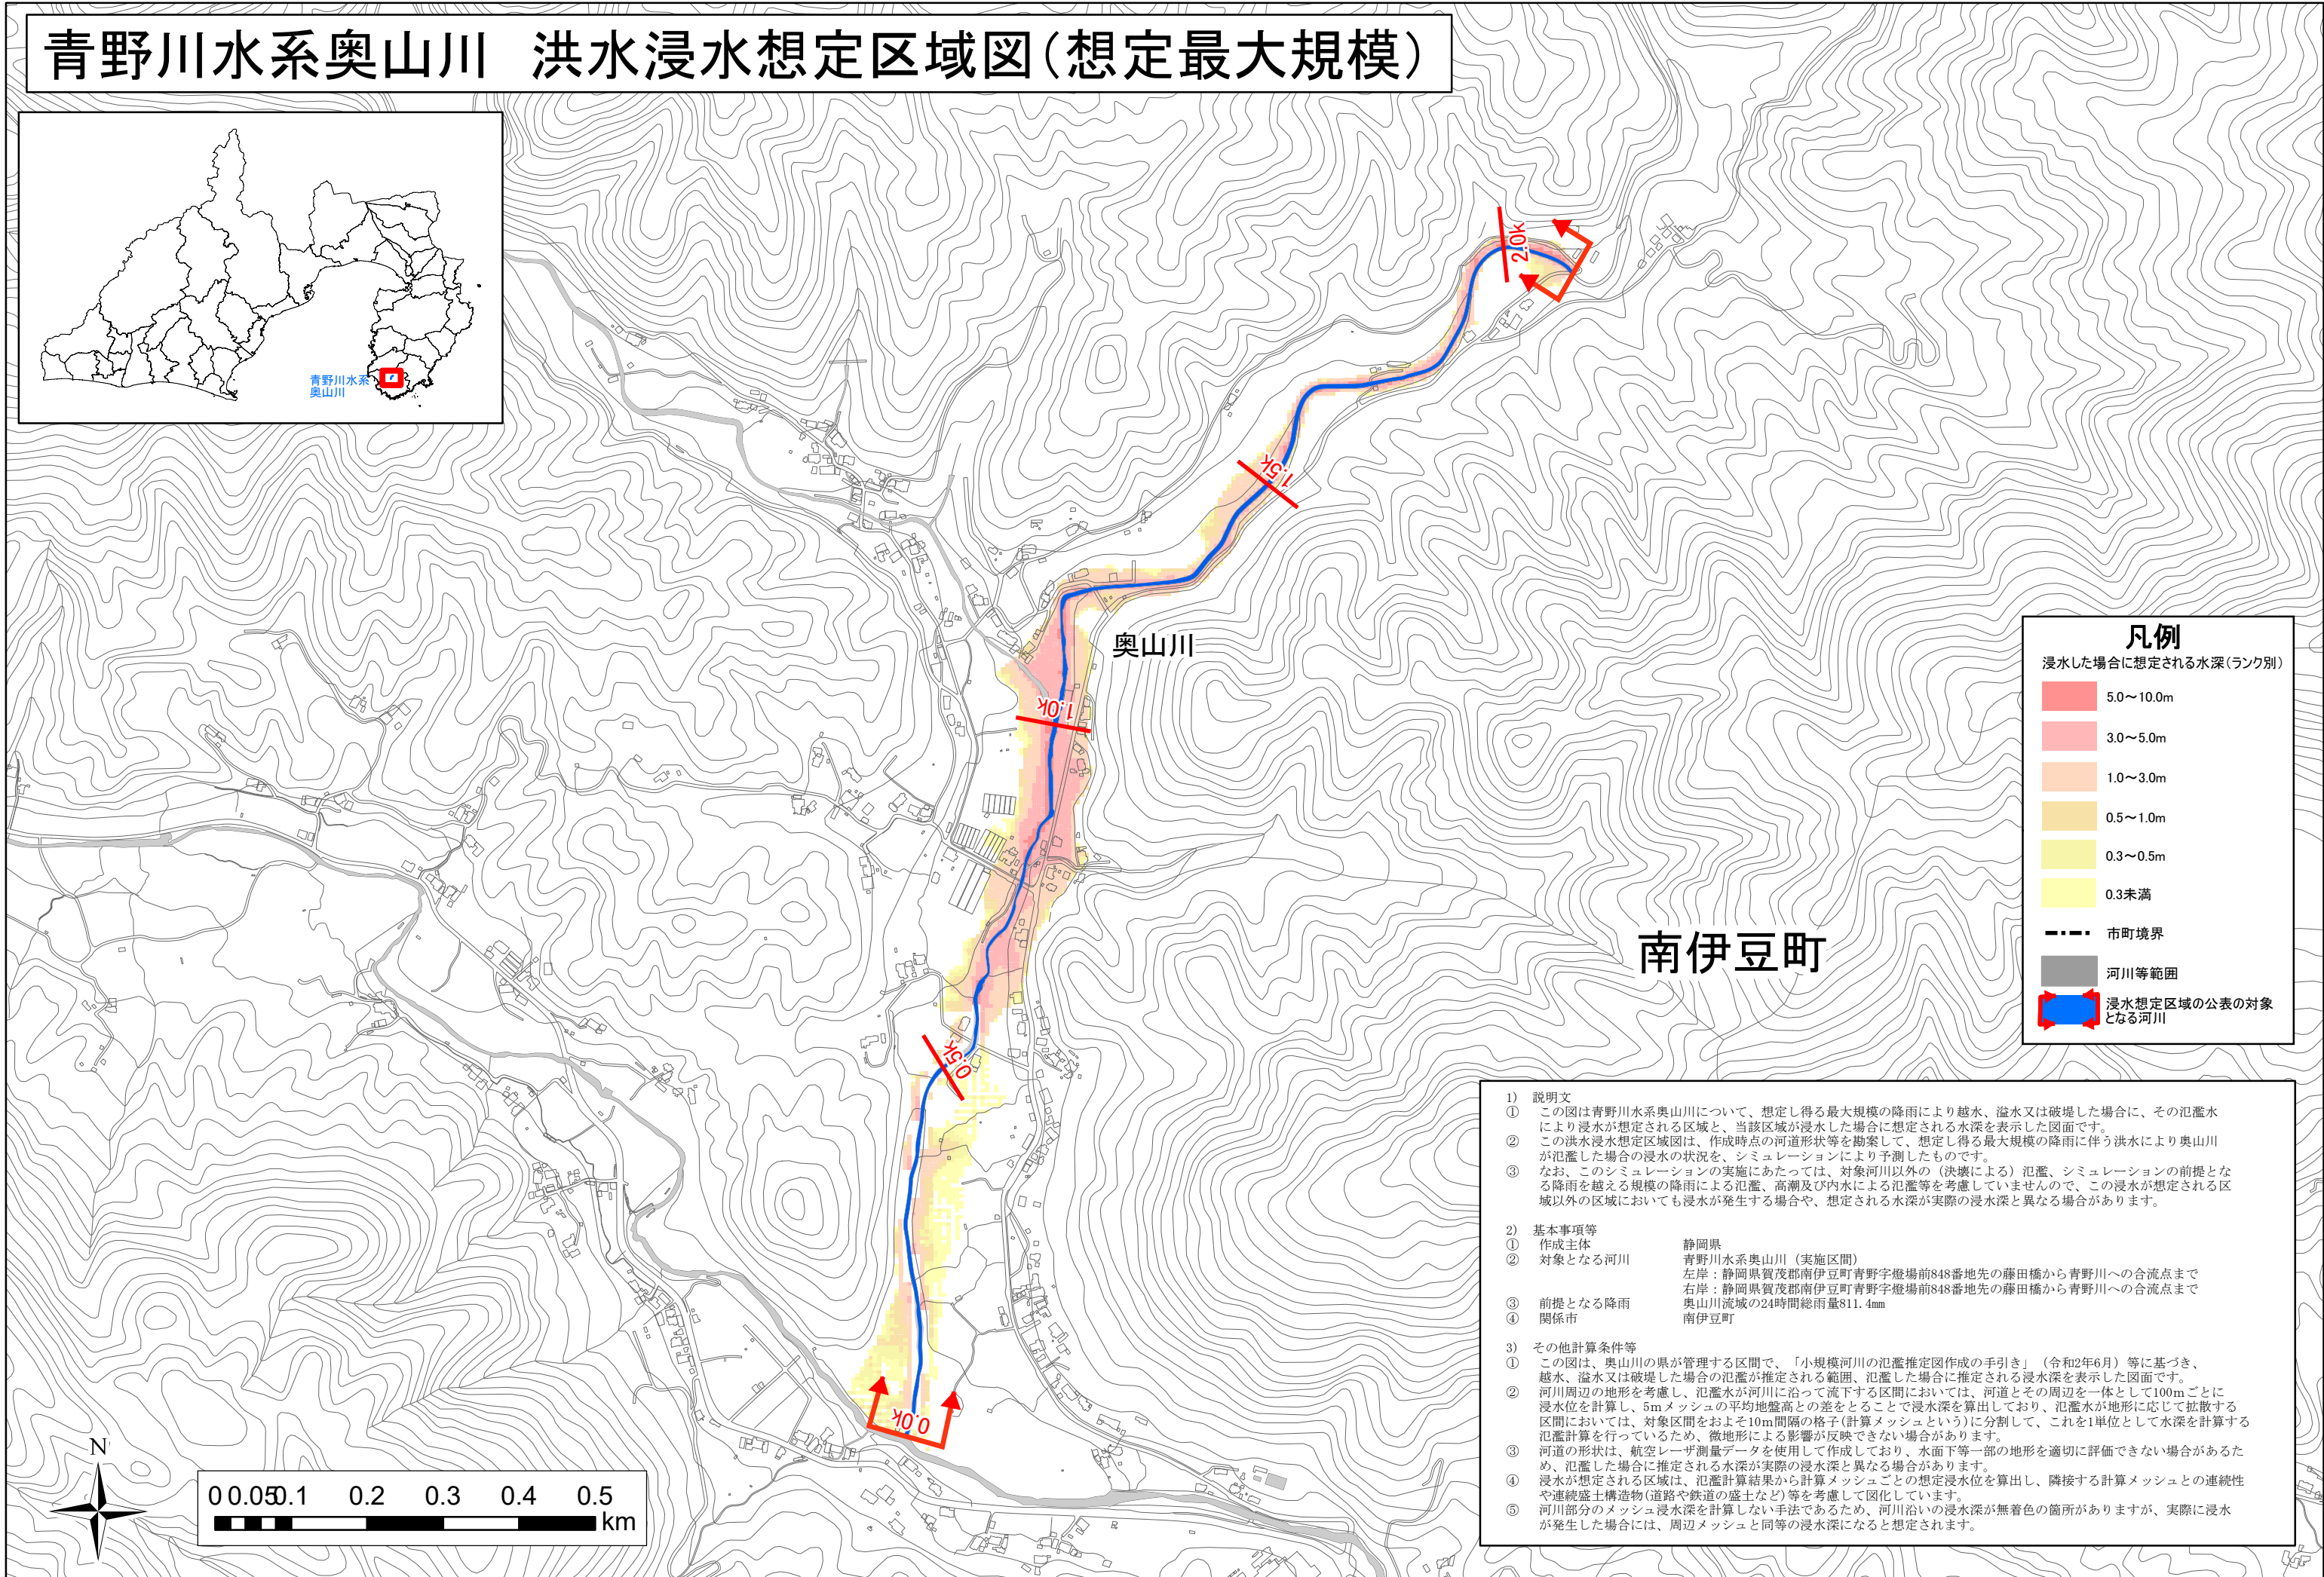 青野川水系奥山川　洪水浸水想定区域図（想定最大規模）
青野川水系
奥山川
2.0k
1.5k
奥山川
1.0k
南伊豆町
0.5k
0.0k
凡例
浸水した場合に想定される水深（ランク別）
5.0～10.0m
3.0～5.0m
1.0～3.0m
0.5～1.0m
0.3～0.5m
0.3未満
市町境界
河川等範囲
浸水想定区域の公表の対象
となる河川
1)　説明文
①　この図は青野川水系奥山川について、想定し得る最大規模の降雨により越水、溢水又は破堤した場合に、その氾濫水
により浸水が想定される区域と、当該区域が浸水した場合に想定される水深を表示した図面です。
②　この洪水浸水想定区域図は、作成時点の河道形状等を勘案して、想定し得る最大規模の降雨に伴う洪水により奥山川
が氾濫した場合の浸水の状況を、シミュレーションにより予測したものです。
③　なお、このシミュレーションの実施にあたっては、対象河川以外の（決壊による）氾濫、シミュレーションの前提とな
る降雨を越える規模の降雨による氾濫、高潮及び内水による氾濫等を考慮していませんので、この浸水が想定される区
域以外の区域においても浸水が発生する場合や、想定される水深が実際の浸水深と異なる場合があります。
2)　基本事項等
①　作成主体　静岡県
②　対象となる河川　青野川水系奥山川（実施区間）
左岸：静岡県賀茂郡南伊豆町青野字燈場前848番地先の藤田橋から青野川への合流点まで
右岸：静岡県賀茂郡南伊豆町青野字燈場前848番地先の藤田橋から青野川への合流点まで
③　前提となる降雨　奥山川流域の24時間総雨量811.4mm
④　関係市　南伊豆町
3)　その他計算条件等
①　この図は、奥山川の県が管理する区間で、「小規模河川の氾濫推定図作成の手引き」（令和2年6月）等に基づき、
越水、溢水又は破堤した場合の氾濫が推定される範囲、氾濫した場合に推定される浸水深を表示した図面です。
②　河川周辺の地形を考慮し、氾濫水が河川に沿って流下する区間においては、河道とその周辺を一体として100mごとに
浸水位を計算し、5mメッシュの平均地盤高との差をとることで浸水深を算出しており、氾濫水が地形に応じて拡散する
区間においては、対象区間をおよそ10m間隔の格子(計算メッシュという)に分割して、これを1単位として水深を計算する
氾濫計算を行っているため、微地形による影響が反映できない場合があります。
③　河道の形状は、航空レーザ測量データを使用して作成しており、水面下等一部の地形を適切に評価できない場合があるた
め、氾濫した場合に推定される水深が実際の浸水深と異なる場合があります。
④　浸水が想定される区域は、氾濫計算結果から計算メッシュごとの想定浸水位を算出し、隣接する計算メッシュとの連続性
や連続盛土構造物(道路や鉄道の盛土など)等を考慮して図化しています。
⑤　河川部分のメッシュ浸水深を計算しない手法であるため、河川沿いの浸水深が無着色の箇所がありますが、実際に浸水
が発生した場合には、周辺メッシュと同等の浸水深になると想定されます。
N
0 0.05 0.1 0.2 0.3 0.4 0.5
km